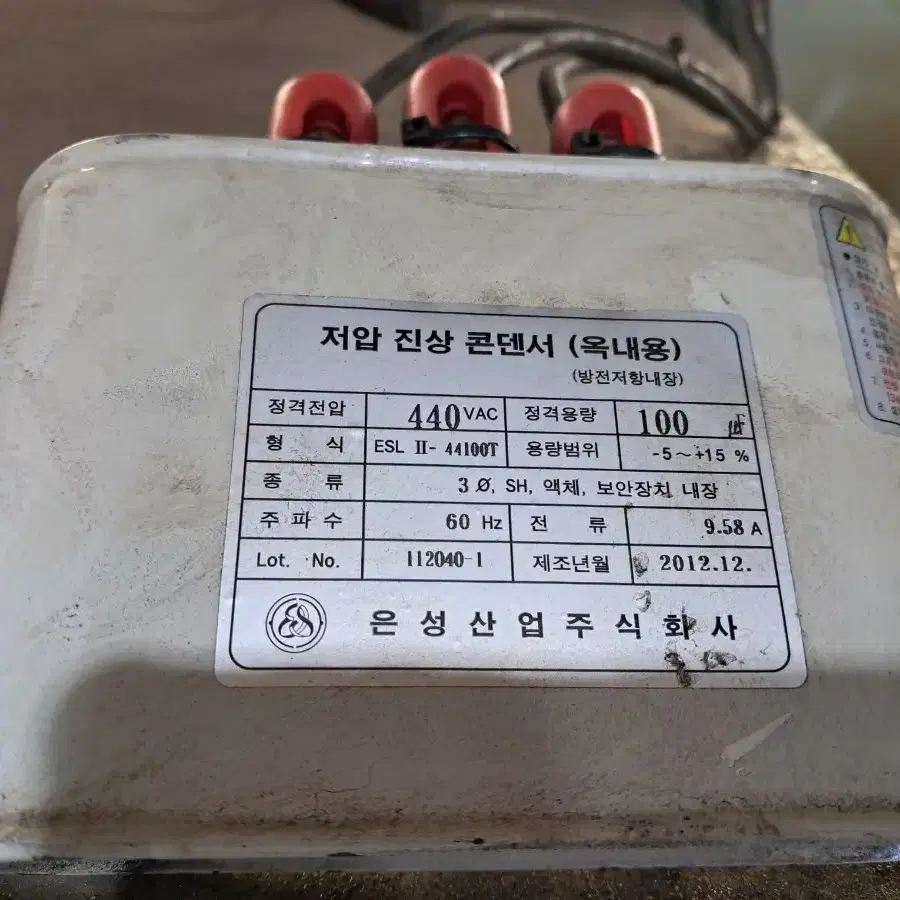 저압 진상 콘덴서 (옥내용)
(방전저항내장)
정격전압 440 VAC 정격용량 100 μF
형 식 ESL II- 44100T 용량범위 -5~+15 %
종 류 3 Ø, SH, 액체, 보안장치 내장
주 파 수 60 Hz 전 류 9.58 A
Lot. No. 112040-1 제조년월 2012.12.
은성산업주식회사